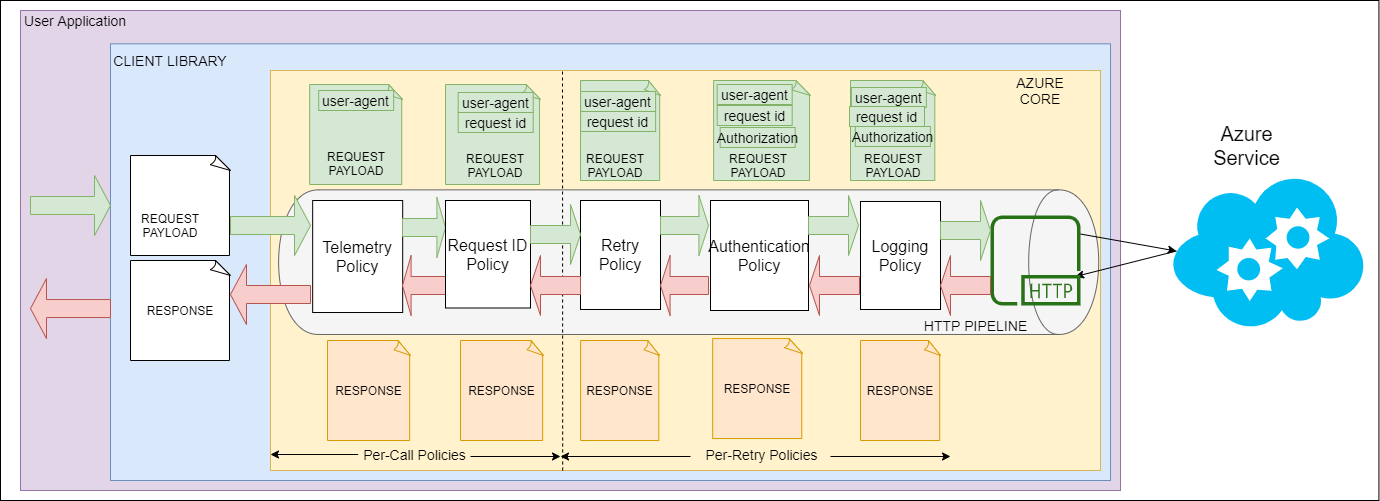 User Application
CLIENT LIBRARY
AZURE
CORE
user-agent
REQUEST
PAYLOAD
user-agent
request id
REQUEST
PAYLOAD
user-agent
request id
REQUEST
PAYLOAD
user-agent
request id
Authorization
REQUEST
PAYLOAD
user-agent
request id
Authorization
REQUEST
PAYLOAD
Azure
Service
REQUEST
PAYLOAD
Telemetry
Policy
Request ID
Policy
Retry
Policy
Authentication
Policy
Logging
Policy
HTTP
RESPONSE
HTTP PIPELINE
RESPONSE
RESPONSE
RESPONSE
RESPONSE
RESPONSE
Per-Call Policies
Per-Retry Policies